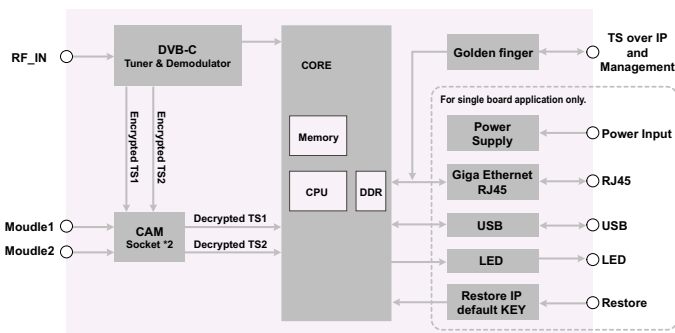 RF_IN
DVB-C
Tuner & Demodulator
CORE
Golden finger
TS over IP
and
Management
For single board application only.
Encrypted TS1
Encrypted TS2
Memory
CPU
DDR
Power
Supply
Power Input
Giga Ethernet
RJ45
RJ45
Moudle1
Moudle2
CAM
Socket *2
Decrypted TS1
Decrypted TS2
USB
USB
LED
LED
Restore IP
default KEY
Restore